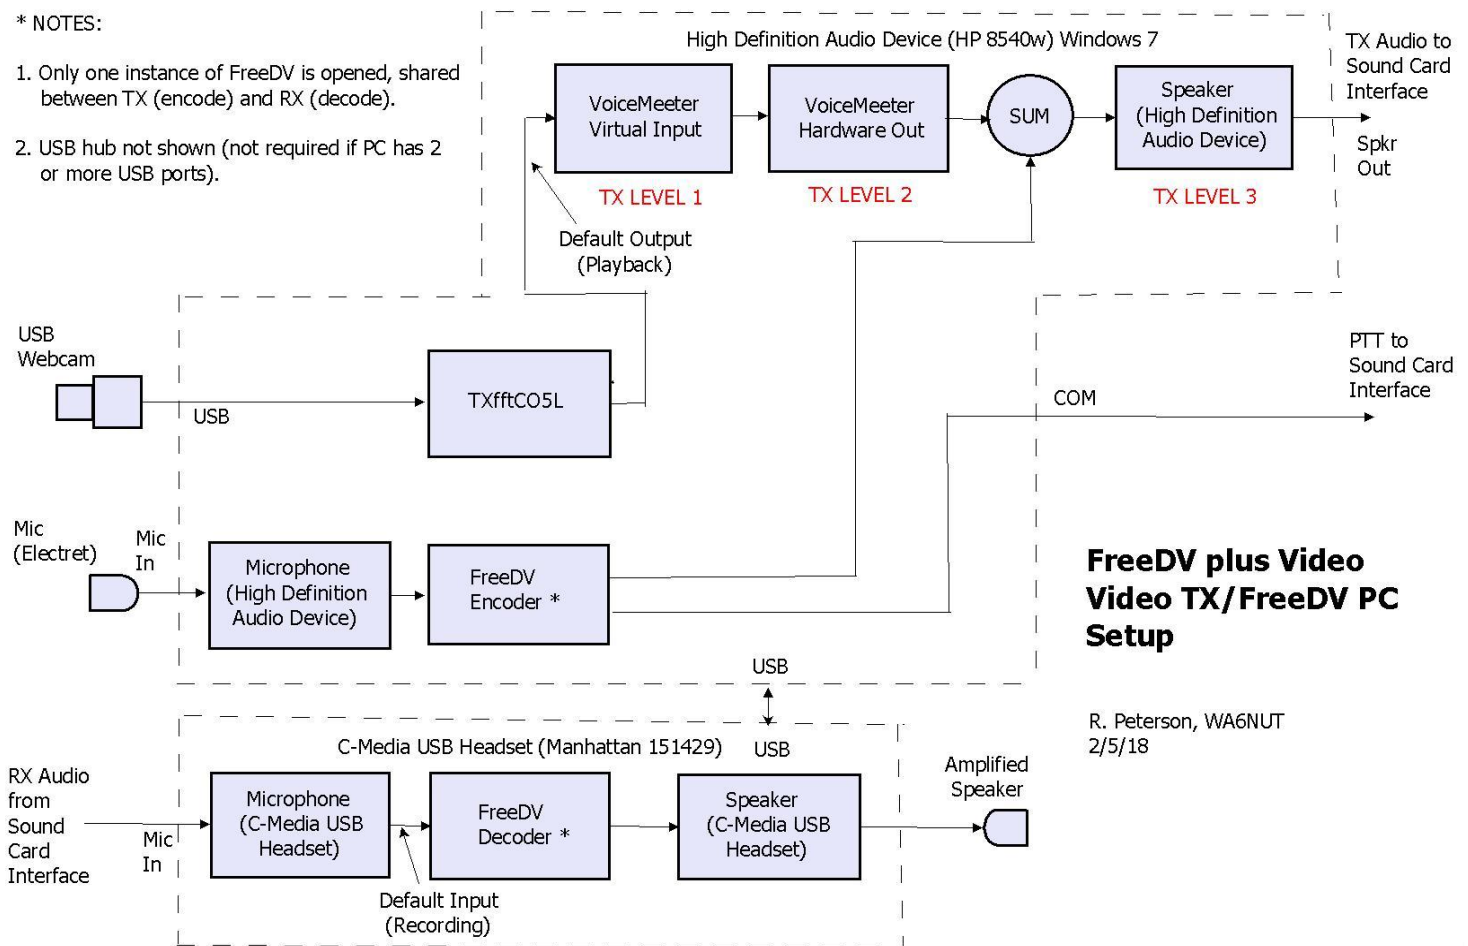 * NOTES:
1. Only one instance of FreeDV is opened, shared
between TX (encode) and RX (decode).
2. USB hub not shown (not required if PC has 2
or more USB ports).
High Definition Audio Device (HP 8540w) Windows 7
VoiceMeeter
Virtual Input
TX LEVEL 1
VoiceMeeter
Hardware Out
TX LEVEL 2
SUM
Speaker
(High Definition
Audio Device)
TX LEVEL 3
TX Audio to
Sound Card
Interface
Spkr
Out
Default Output
(Playback)
USB
Webcam
USB
TXfftCO5L
COM
PTT to
Sound Card
Interface
Mic
(Electret)
Mic
In
Microphone
(High Definition
Audio Device)
FreeDV
Encoder *
FreeDV plus Video
Video TX/FreeDV PC
Setup
R. Peterson, WA6NUT
2/5/18
USB
USB
C-Media USB Headset (Manhattan 151429)
RX Audio
from
Sound
Card
Interface
Mic
In
Microphone
(C-Media USB
Headset)
Default Input
(Recording)
FreeDV
Decoder *
Speaker
(C-Media USB
Headset)
Amplified
Speaker